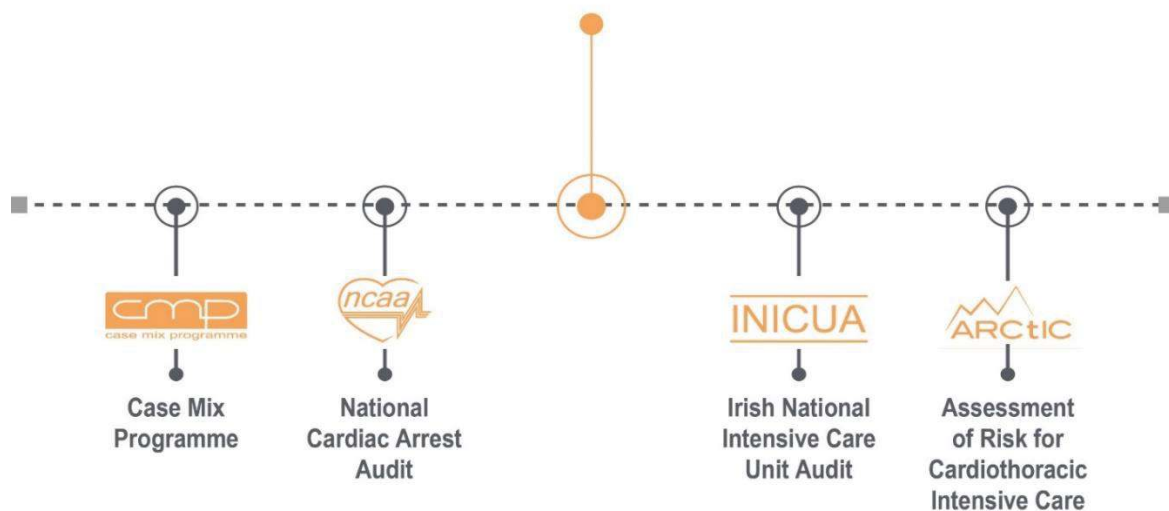 cmp
case mix programme
Case Mix
Programme
ncaa
National
Cardiac Arrest
Audit
INICUA
Irish National
Intensive Care
Unit Audit
ARCtIC
Assessment
of Risk for
Cardiothoracic
Intensive Care